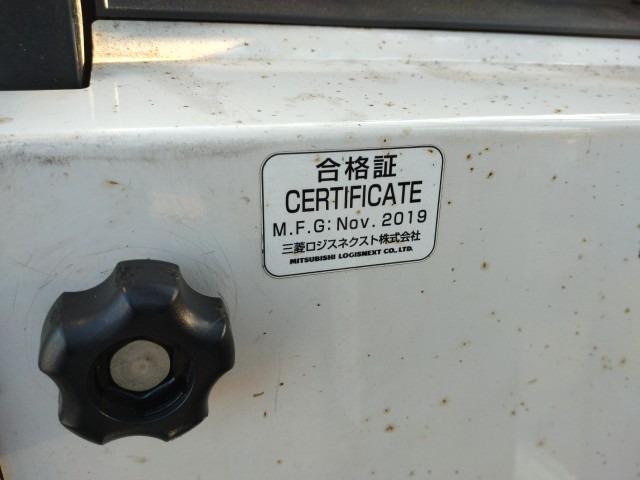 合格証
CERTIFICATE
M.F.G: Nov. 2019
三菱ロジスネクスト株式会社
MITSUBISHI LOGISNEXT CO., LTD.